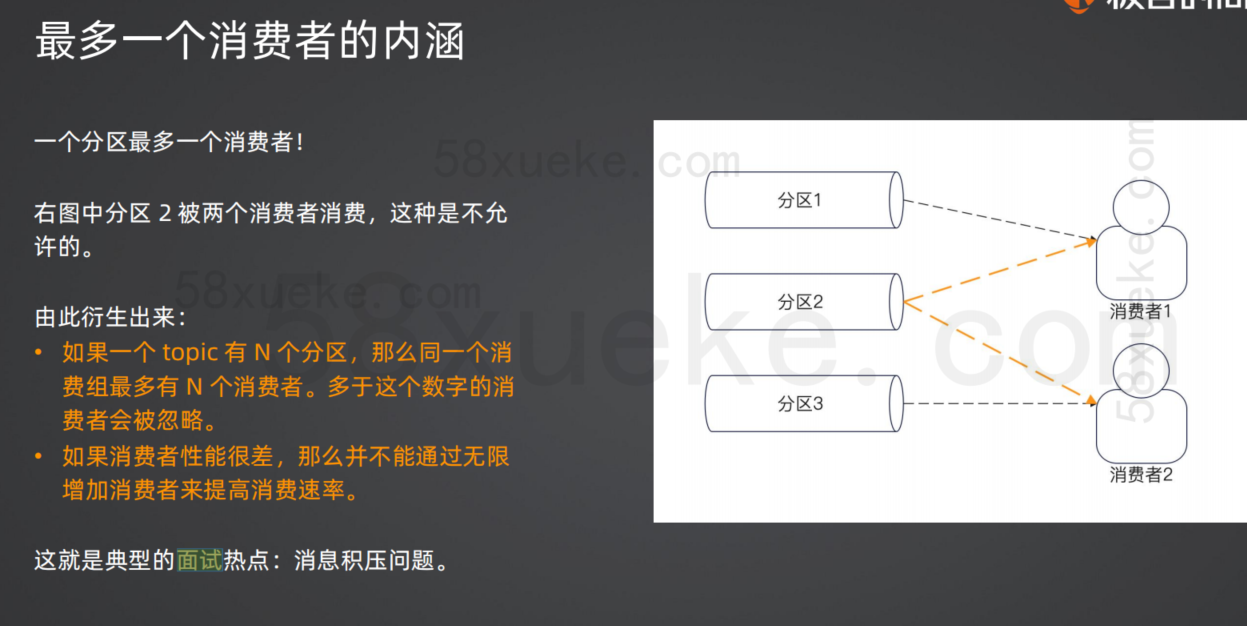 最多一个消费者的内涵
一个分区最多一个消费者!
右图中分区 2 被两个消费者消费，这种是不允
许的。
由此衍生出来：
• 如果一个 topic 有 N 个分区，那么同一个消
费组最多有 N 个消费者。多于这个数字的消
费者会被忽略。
• 如果消费者性能很差，那么并不能通过无限
增加消费者来提高消费速率。
这就是典型的面试热点：消息积压问题。
分区1
分区2
分区3
消费者1
消费者2
58xueke.com
58xueke.com
58xueke.com
58xueke.com